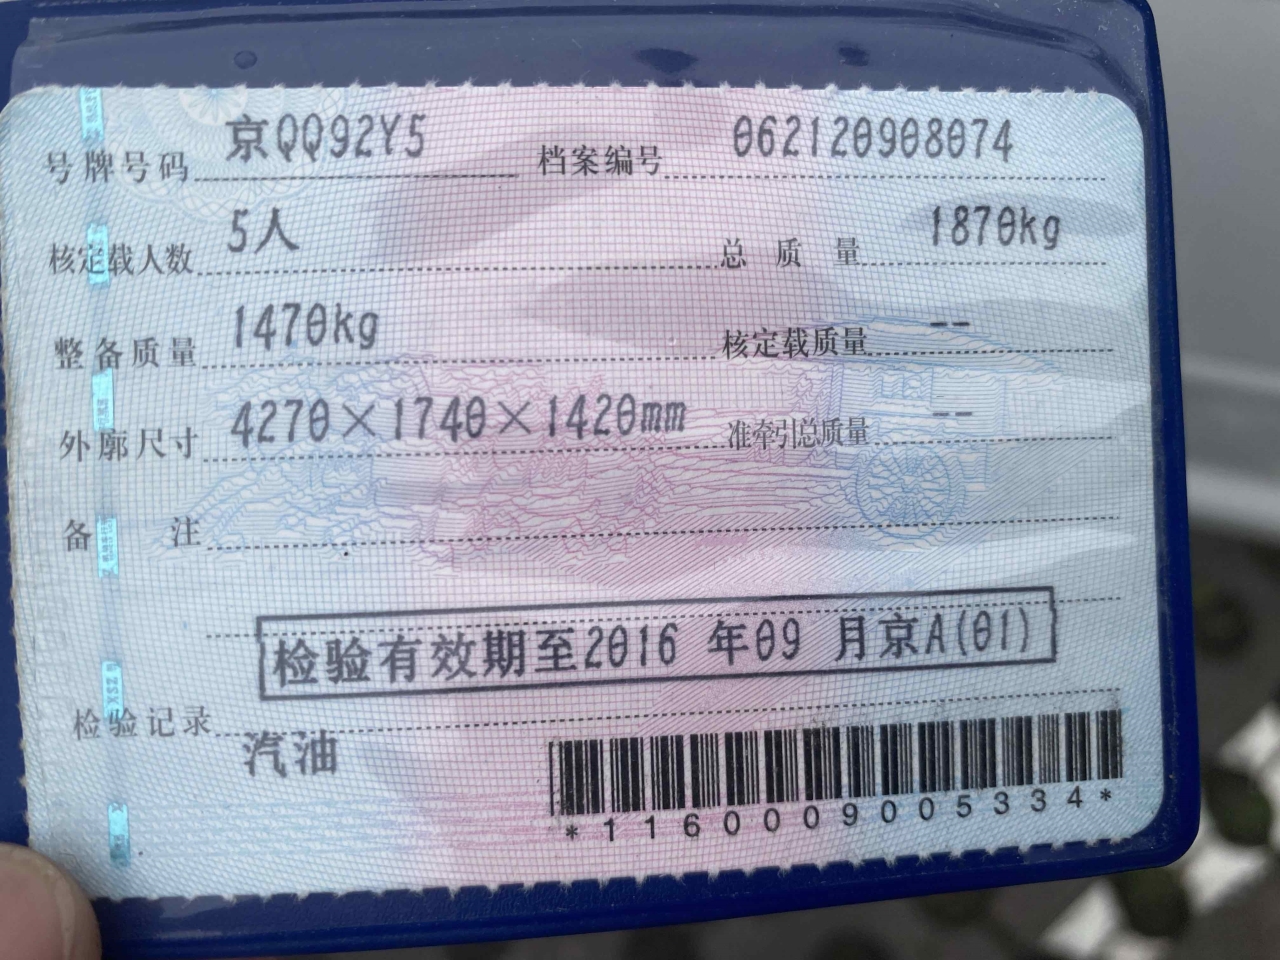 号牌号码 京QQ92Y5 档案编号 062120908074
核定载人数 5人 总质量 1870kg
整备质量 1470kg 核定载质量 --
外廓尺寸 4270×1740×1420mm 准牵引总质量 --
备注
检验有效期至2016 年09 月京A(01)
检验记录
汽油
*1160009005334*